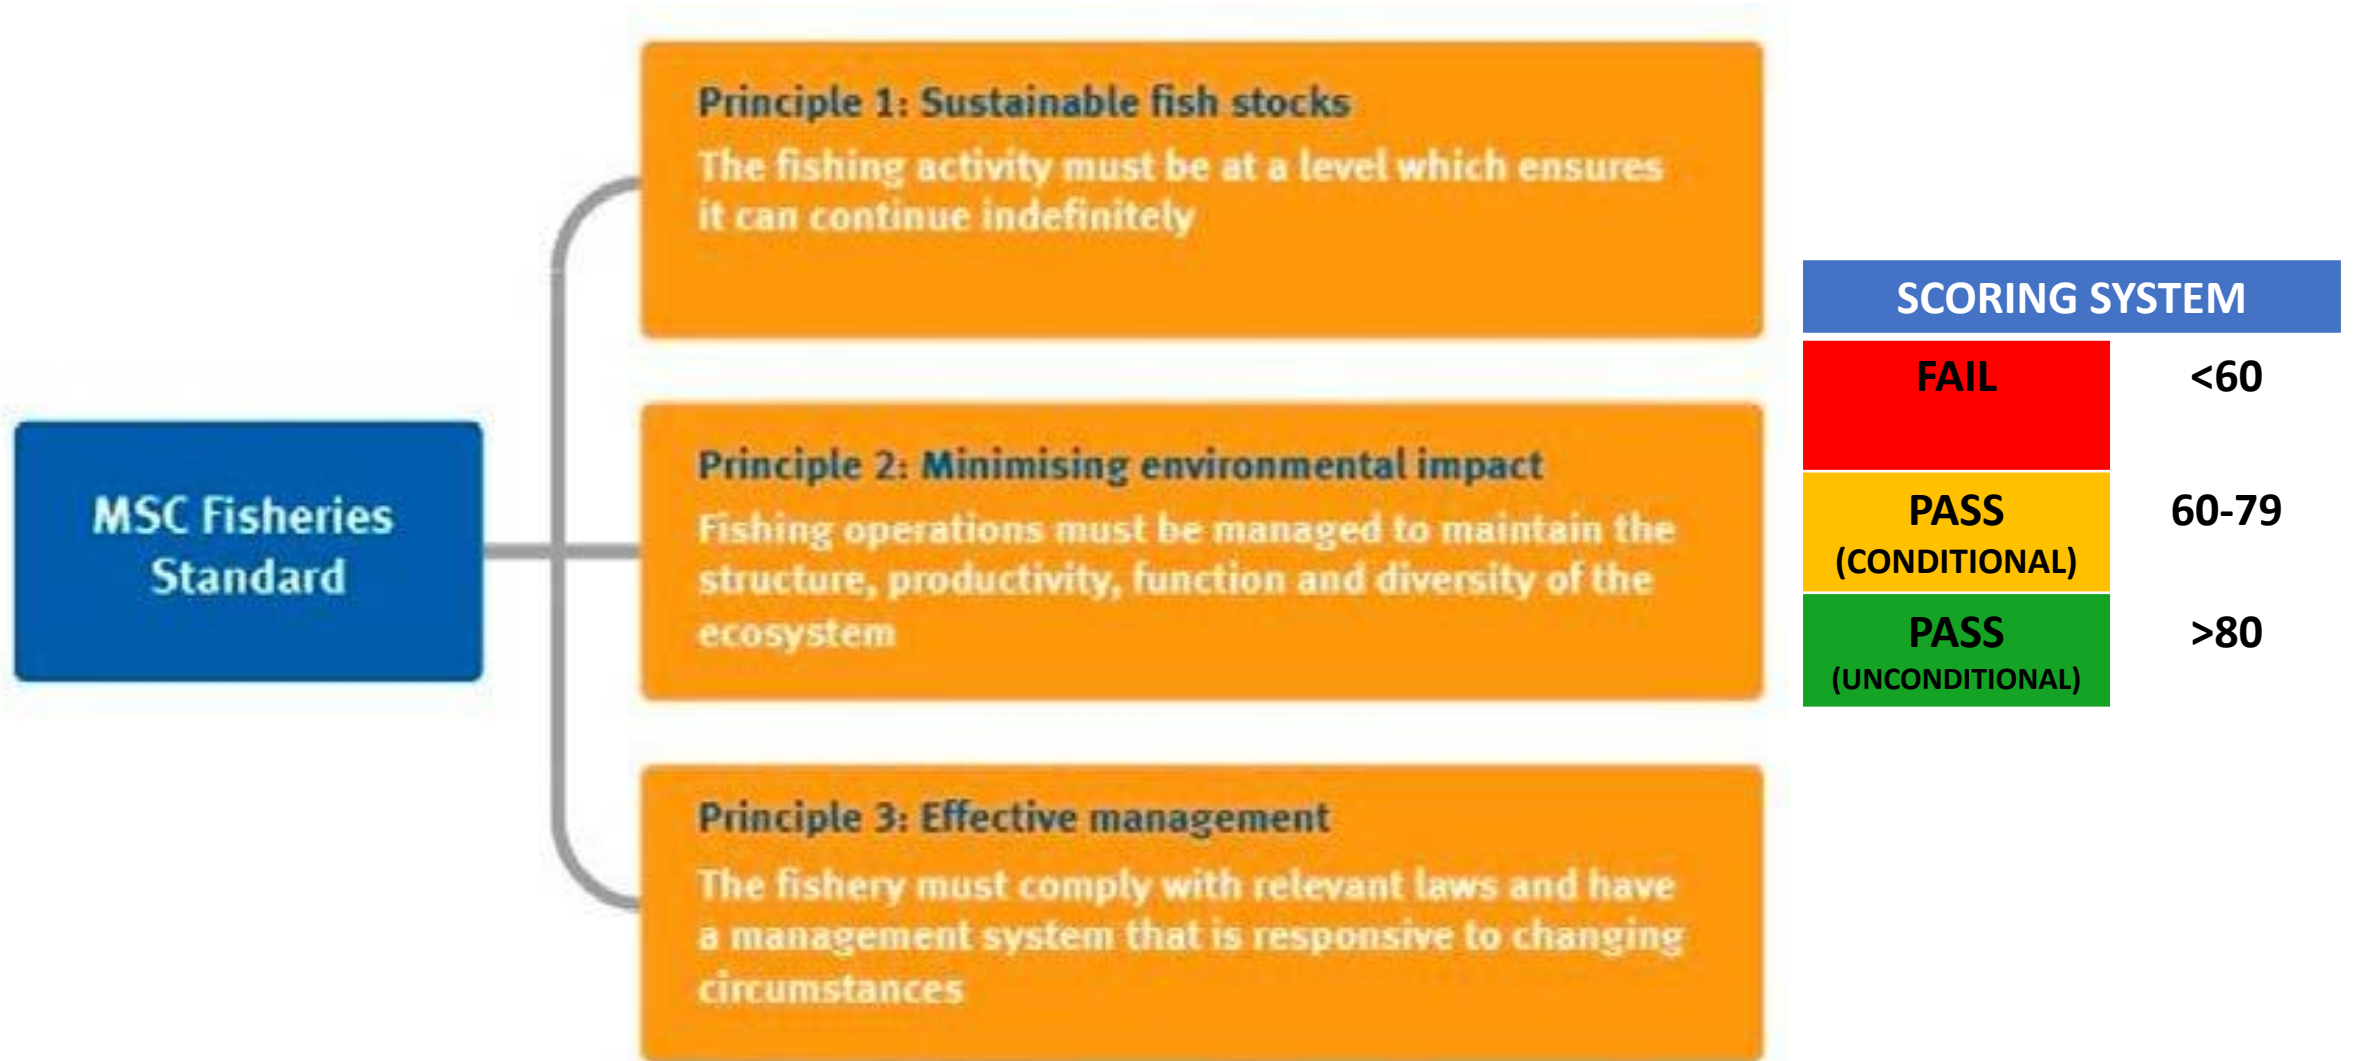 MSC Fisheries
Standard
Principle 1: Sustainable fish stocks
The fishing activity must be at a level which ensures
it can continue indefinitely
Principle 2: Minimising environmental impact
Fishing operations must be managed to maintain the
structure, productivity, function and diversity of the
ecosystem
Principle 3: Effective management
The fishery must comply with relevant laws and have
a management system that is responsive to changing
circumstances
SCORING SYSTEM
FAIL <60
PASS 60-79
(CONDITIONAL)
PASS >80
(UNCONDITIONAL)